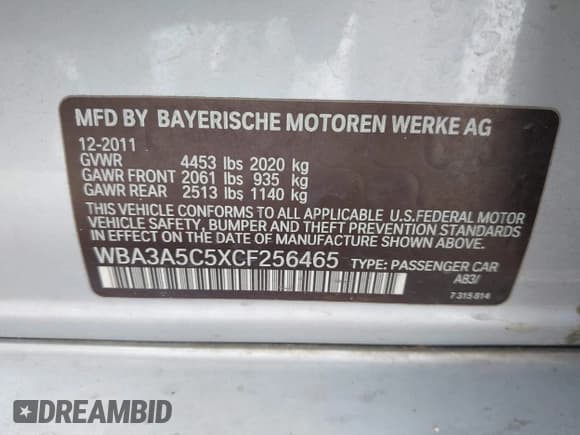 MFD BY BAYERISCHE MOTOREN WERKE AG
12-2011
GVWR 4453 lbs 2020 kg
GAWR FRONT 2061 lbs 935 kg
GAWR REAR 2513 lbs 1140 kg
THIS VEHICLE CONFORMS TO ALL APPLICABLE U.S.FEDERAL MOTOR
VEHICLE SAFETY, BUMPER, AND THEFT PREVENTION STANDARDS
IN EFFECT ON THE DATE OF MANUFACTURE SHOWN ABOVE.
WBA3A5C5XCF256465 TYPE: PASSENGER CAR
A83/
7 315 814
DREAMBID